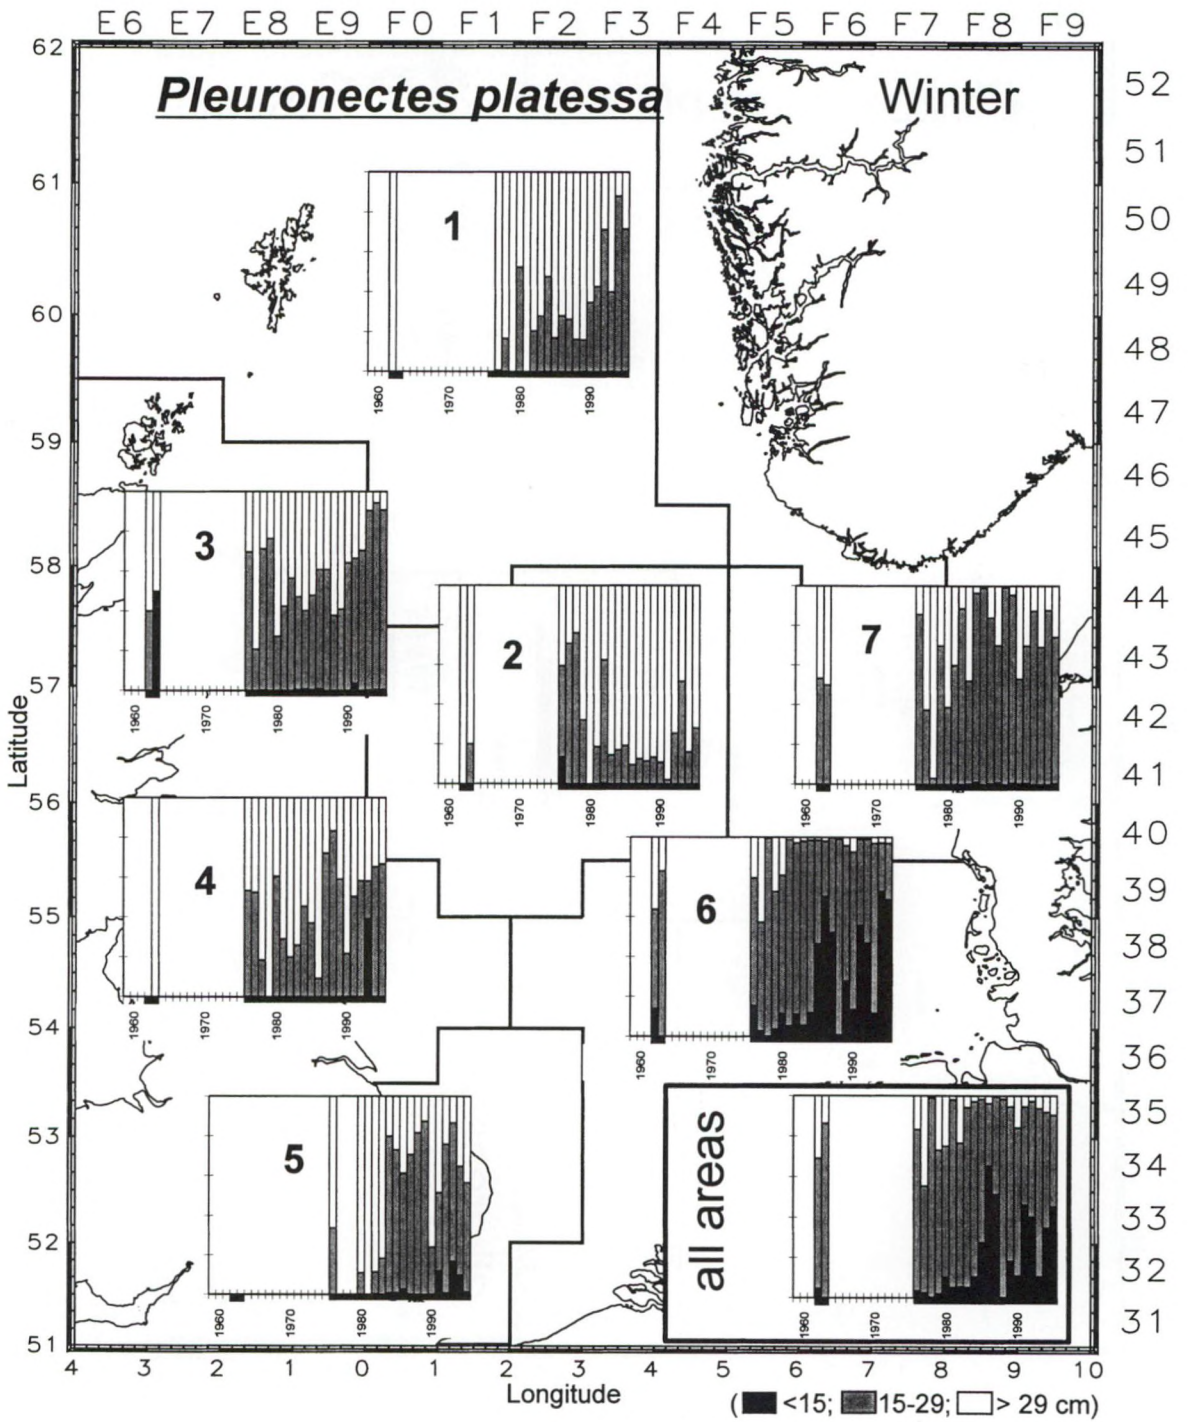 E6 E7 E8 E9 F0 F1 F2 F3 F4 F5 F6 F7 F8 F9
62
Pleuronectes platessa Winter
52
51
61
50
1
49
60
48
1960 1970 1980 1990
47
59
46
3
45
58
44
2
7
43
57
1960 1970 1980 1990
42
Latitude
41
56
1960 1970 1980 1990
1960 1970 1980 1990
40
4
6
39
55
38
37
54
1960 1970 1980 1990
36
1960 1970 1980 1990
35
53
5
all areas
34
33
52
32
1960 1970 1980 1990
1960 1970 1980 1990
31
51
4 3 2 1 0 1 2 3 4 5 6 7 8 9 10
Longitude
( <15; 15-29; > 29 cm)